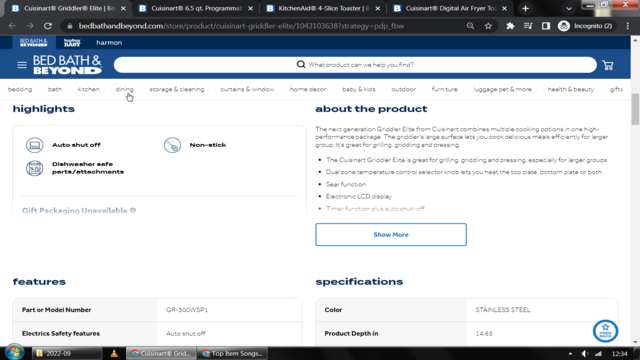 Cuisinart® Griddler® Elite | Be
Cuisinart® 6.5 qt. Programmat
KitchenAid® 4-Slice Toaster | B
Cuisinart® Digital Air Fryer Toa
bedbathandbeyond.com/store/product/cuisinart-griddler-elite/1043103638?strategy=pdp_fbw
Incognito (2)
BED BATH & BEYOND
harmon
BED BATH &
BEYOND
What product can we help you find?
bedding bath kitchen dining storage & cleaning curtains & window home decor baby & kids outdoor furniture luggage pet & more health & beauty gifts
highlights
Auto shut off
Non-stick
Dishwasher safe
parts/attachments
Gift Packaging Unavailable
about the product
The next generation Griddler Elite from Cuisinart combines multiple cooking options in one high-
performance package. The griddler's large surface lets you cook delicious meals efficiently for larger
group. It's great for grilling, griddling and pressing.
The Cuisinart Griddler Elite is great for grilling, griddling and pressing, especially for larger groups
Dual zone temperature control selector knob lets you heat the top plate, bottom plate or both
Sear function
Electronic LCD display
Timer function plus auto shut-off
Show More
features
Part or Model Number GR-300WSP1
Electrics Safety features Auto shut off
specifications
Color STAINLESS STEEL
Product Depth in 14.65
FREE
2022-09
Cuisinart® Grid...
Top Item Songs...
12:34